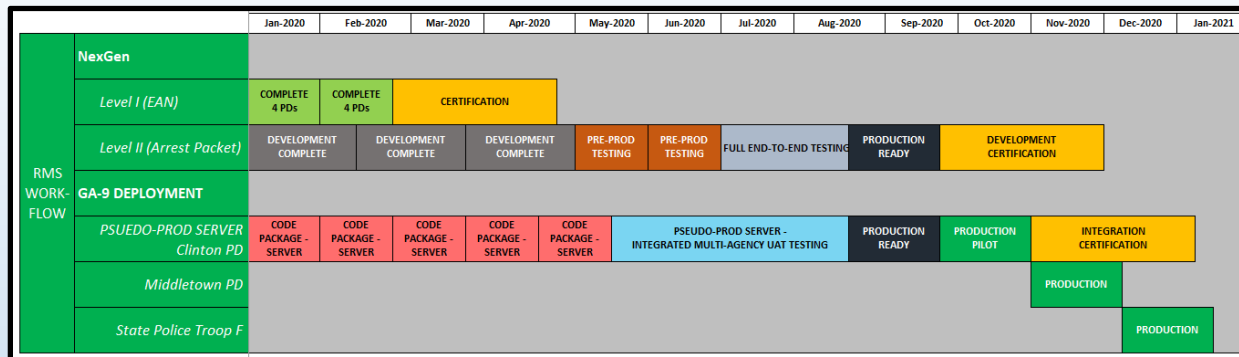 Jan-2020 Feb-2020 Mar-2020 Apr-2020 May-2020 Jun-2020 Jul-2020 Aug-2020 Sep-2020 Oct-2020 Nov-2020 Dec-2020 Jan-2021
RMS
WORK-
FLOW
NexGen
Level I (EAN)
COMPLETE
4 PDs
COMPLETE
4 PDs
CERTIFICATION
Level II (Arrest Packet)
DEVELOPMENT
COMPLETE
DEVELOPMENT
COMPLETE
DEVELOPMENT
COMPLETE
PRE-PROD
TESTING
PRE-PROD
TESTING
FULL END-TO-END TESTING
PRODUCTION
READY
DEVELOPMENT
CERTIFICATION
GA-9 DEPLOYMENT
PSUEDO-PROD SERVER
Clinton PD
CODE
PACKAGE -
SERVER
CODE
PACKAGE -
SERVER
CODE
PACKAGE -
SERVER
CODE
PACKAGE -
SERVER
CODE
PACKAGE -
SERVER
PSEUDO-PROD SERVER -
INTEGRATED MULTI-AGENCY UAT TESTING
PRODUCTION
READY
PRODUCTION
PILOT
INTEGRATION
CERTIFICATION
Middletown PD
PRODUCTION
State Police Troop F
PRODUCTION